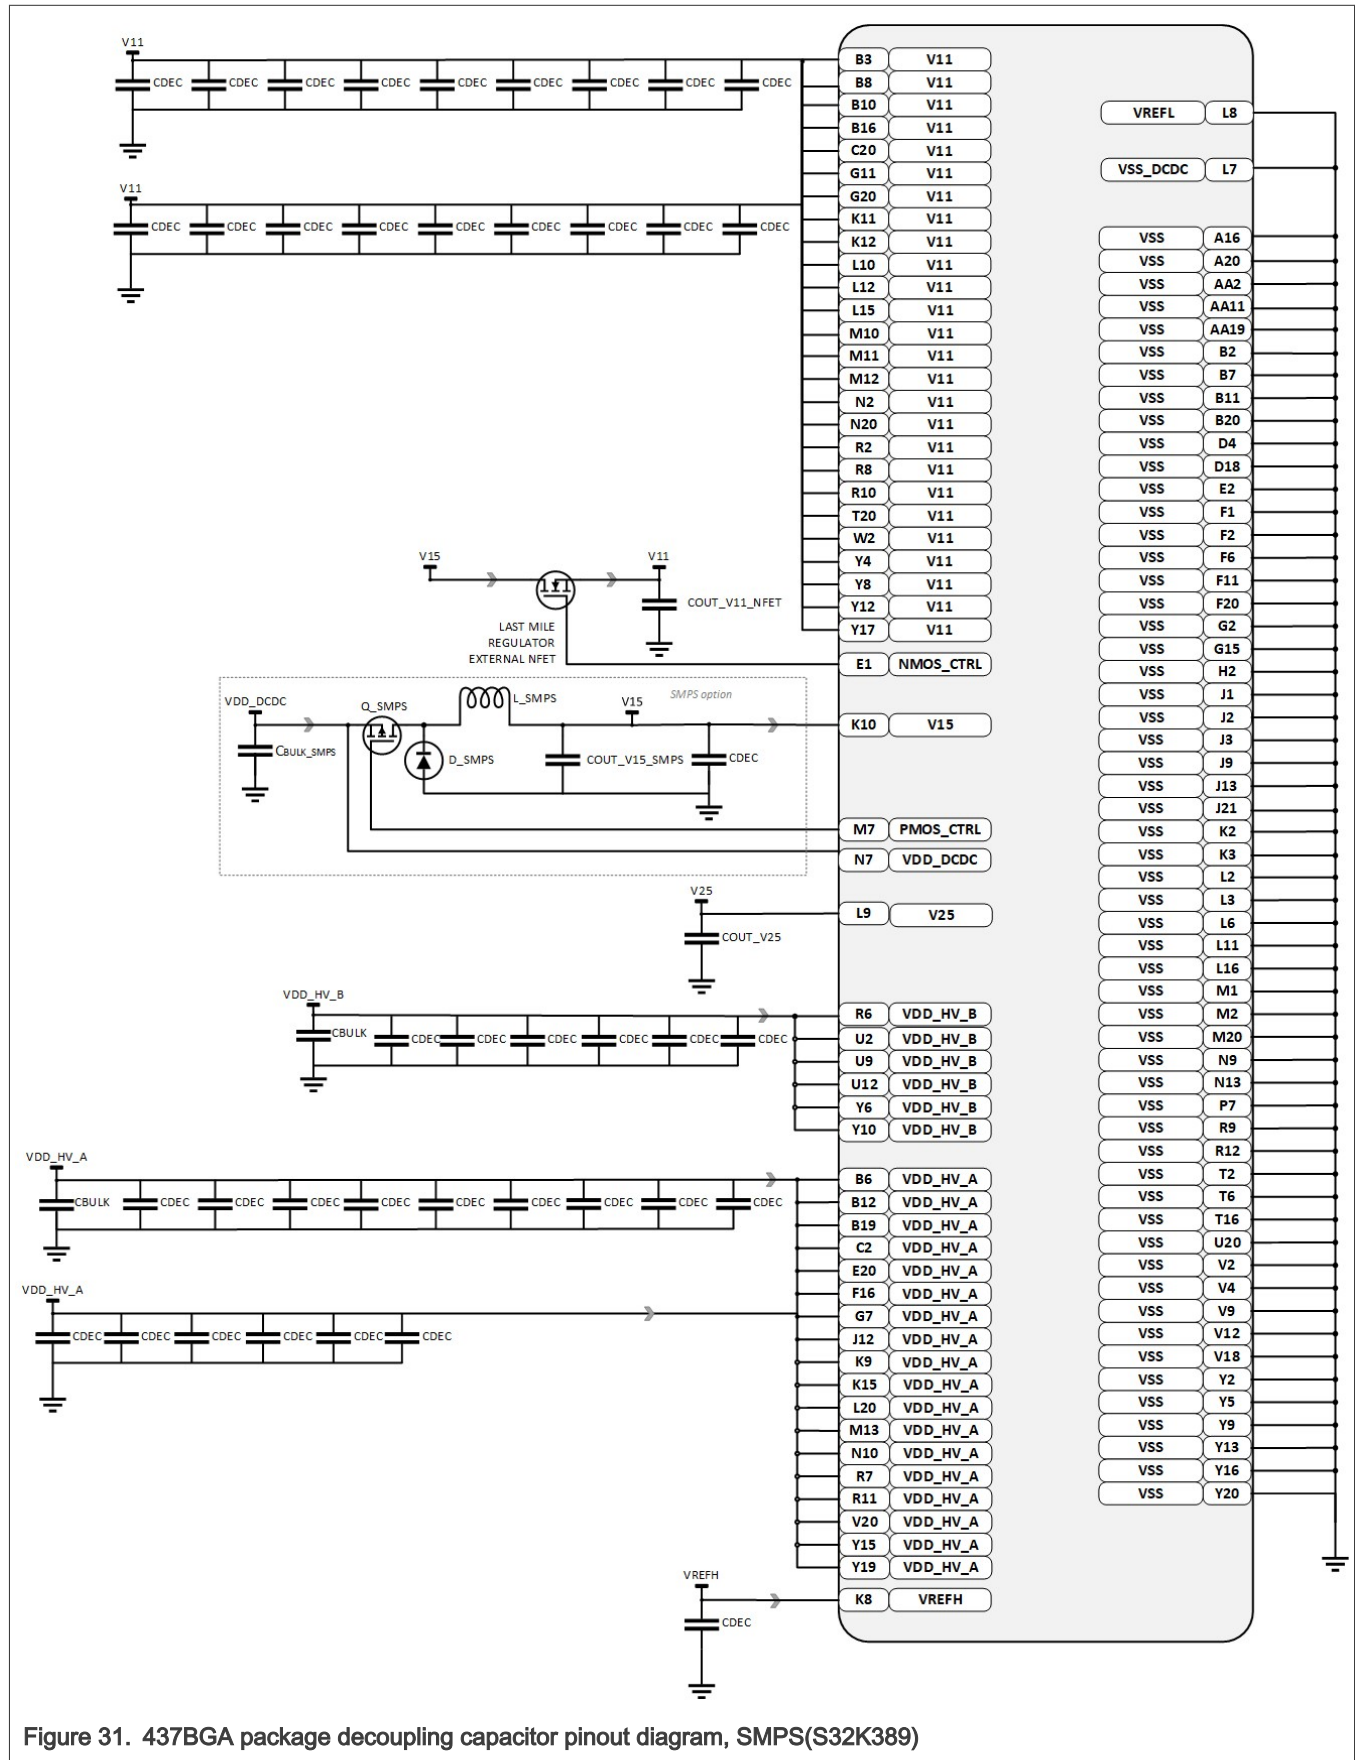 V11
CDEC CDEC CDEC CDEC CDEC CDEC CDEC CDEC CDEC
V11
CDEC CDEC CDEC CDEC CDEC CDEC CDEC CDEC CDEC
B3 V11
B8 V11
B10 V11
B16 V11
C20 V11
G11 V11
G20 V11
K11 V11
K12 V11
L10 V11
L12 V11
L15 V11
M10 V11
M11 V11
M12 V11
N2 V11
N20 V11
R2 V11
R8 V11
R10 V11
T20 V11
W2 V11
Y4 V11
Y8 V11
Y12 V11
Y17 V11
V15
V11
COUT_V11_NFET
LAST MILE
REGULATOR
EXTERNAL NFET
E1 NMOS_CTRL
SMPS option
VDD_DCDC
Q_SMPS
L_SMPS
V15
CBULK_SMPS
D_SMPS
COUT_V15_SMPS
CDEC
K10 V15
M7 PMOS_CTRL
N7 VDD_DCDC
V25
COUT_V25
L9 V25
VDD_HV_B
CBULK CDEC CDEC CDEC CDEC CDEC CDEC
R6 VDD_HV_B
U2 VDD_HV_B
U9 VDD_HV_B
U12 VDD_HV_B
Y6 VDD_HV_B
Y10 VDD_HV_B
VDD_HV_A
CBULK CDEC CDEC CDEC CDEC CDEC CDEC CDEC CDEC CDEC
VDD_HV_A
CDEC CDEC CDEC CDEC CDEC CDEC
B6 VDD_HV_A
B12 VDD_HV_A
B19 VDD_HV_A
C2 VDD_HV_A
E20 VDD_HV_A
F16 VDD_HV_A
G7 VDD_HV_A
J12 VDD_HV_A
K9 VDD_HV_A
K15 VDD_HV_A
L20 VDD_HV_A
M13 VDD_HV_A
N10 VDD_HV_A
R7 VDD_HV_A
R11 VDD_HV_A
V20 VDD_HV_A
Y15 VDD_HV_A
Y19 VDD_HV_A
VREFH
CDEC
K8 VREFH
VREFL L8
VSS_DCDC L7
VSS A16
VSS A20
VSS AA2
VSS AA11
VSS AA19
VSS B2
VSS B7
VSS B11
VSS B20
VSS D4
VSS D18
VSS E2
VSS F1
VSS F2
VSS F6
VSS F11
VSS F20
VSS G2
VSS G15
VSS H2
VSS J1
VSS J2
VSS J3
VSS J9
VSS J13
VSS J21
VSS K2
VSS K3
VSS L2
VSS L3
VSS L6
VSS L11
VSS L16
VSS M1
VSS M2
VSS M20
VSS N9
VSS N13
VSS P7
VSS R9
VSS R12
VSS T2
VSS T6
VSS T16
VSS U20
VSS V2
VSS V4
VSS V9
VSS V12
VSS V18
VSS Y2
VSS Y5
VSS Y9
VSS Y13
VSS Y16
VSS Y20
Figure 31. 437BGA package decoupling capacitor pinout diagram, SMPS(S32K389)